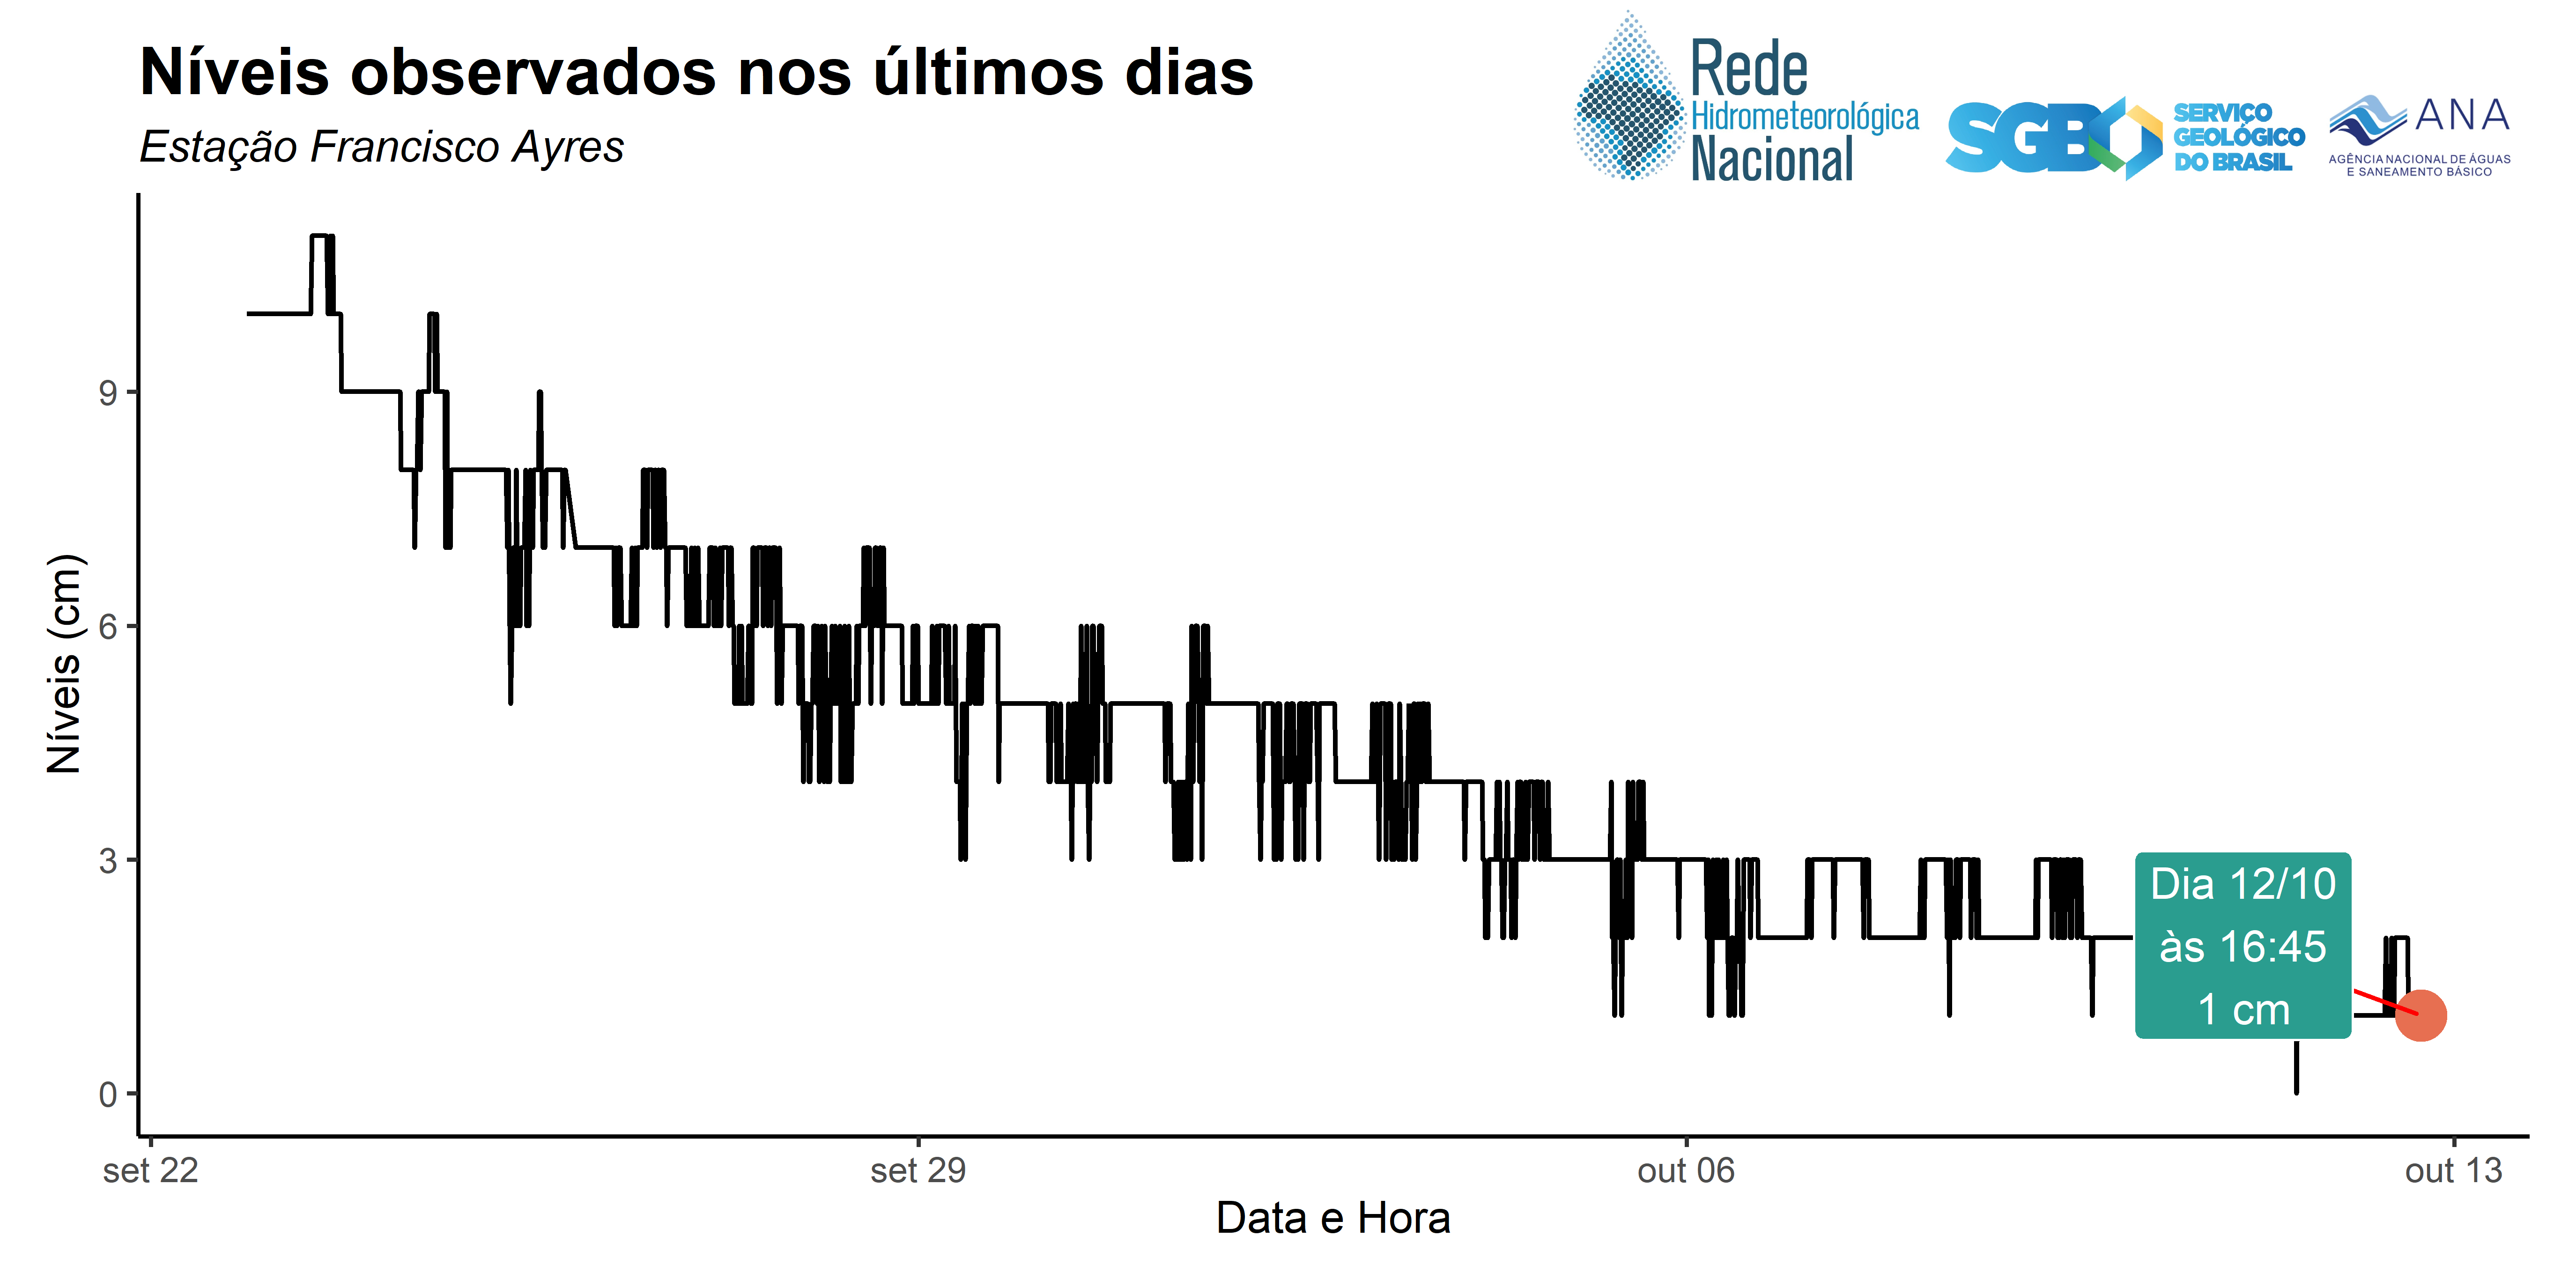 Níveis observados nos últimos dias
Estação Francisco Ayres
Rede
Hidrometeorológica
Nacional
SGB
SERVIÇO
GEOLÓGICO
DO BRASIL
ANA
AGÊNCIA NACIONAL DE ÁGUAS
E SANEAMENTO BÁSICO
Níveis (cm)
9
6
3
0
Dia 12/10
às 16:45
1 cm
set 22
set 29
out 06
out 13
Data e Hora